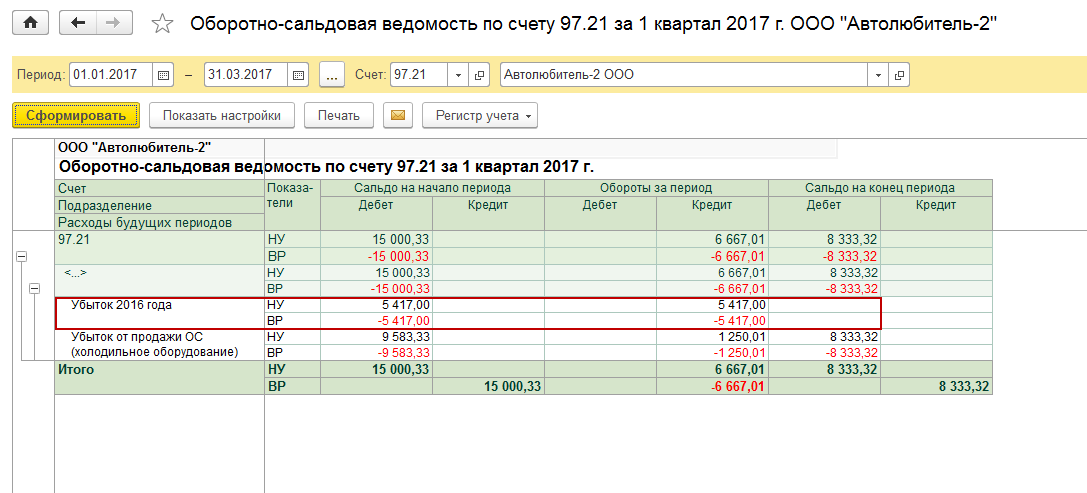 Оборотно-сальдовая ведомость по счету 97.21 за 1 квартал 2017 г. ООО "Автолюбитель-2"
Период: 01.01.2017 – 31.03.2017 ... Счет: 97.21 Автолюбитель-2 ООО
Сформировать Показать настройки Печать Регистр учета
ООО "Автолюбитель-2"
Оборотно-сальдовая ведомость по счету 97.21 за 1 квартал 2017 г.
Счет Показа- Сальдо на начало периода Обороты за период Сальдо на конец периода
Подразделение тели Дебет Кредит Дебет Кредит Дебет Кредит
Расходы будущих периодов
97.21 НУ 15 000,33 6 667,01 8 333,32
ВР -15 000,33 -6 667,01 -8 333,32
<...> НУ 15 000,33 6 667,01 8 333,32
ВР -15 000,33 -6 667,01 -8 333,32
Убыток 2016 года НУ 5 417,00 5 417,00
ВР -5 417,00 -5 417,00
Убыток от продажи ОС НУ 9 583,33 1 250,01 8 333,32
(холодильное оборудование) ВР -9 583,33 -1 250,01 -8 333,32
Итого НУ 15 000,33 6 667,01 8 333,32
ВР 15 000,33 -6 667,01 8 333,32